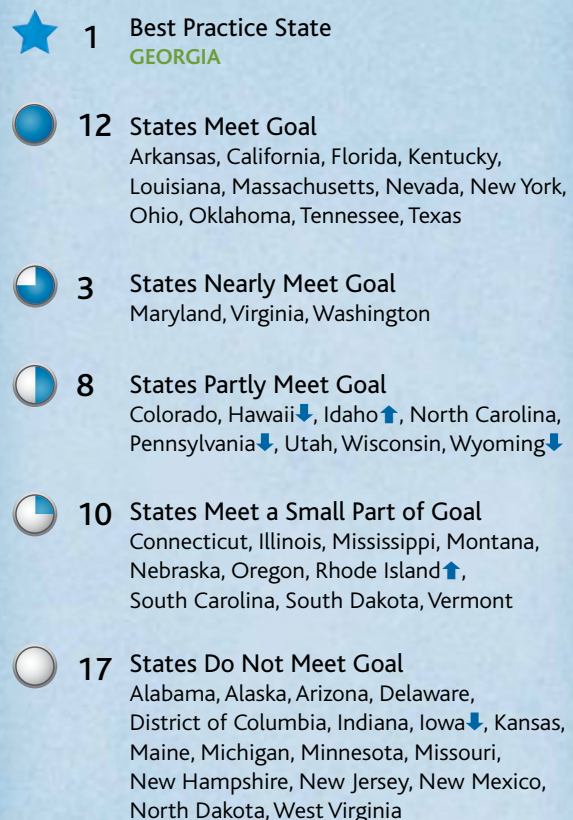 1 Best Practice State
GEORGIA
12 States Meet Goal
Arkansas, California, Florida, Kentucky,
Louisiana, Massachusetts, Nevada, New York,
Ohio, Oklahoma, Tennessee, Texas
3 States Nearly Meet Goal
Maryland, Virginia, Washington
8 States Partly Meet Goal
Colorado, Hawaii⬇, Idaho⬆, North Carolina,
Pennsylvania⬇, Utah, Wisconsin, Wyoming⬇
10 States Meet a Small Part of Goal
Connecticut, Illinois, Mississippi, Montana,
Nebraska, Oregon, Rhode Island⬆,
South Carolina, South Dakota, Vermont
17 States Do Not Meet Goal
Alabama, Alaska, Arizona, Delaware,
District of Columbia, Indiana, Iowa⬇, Kansas,
Maine, Michigan, Minnesota, Missouri,
New Hampshire, New Jersey, New Mexico,
North Dakota, West Virginia